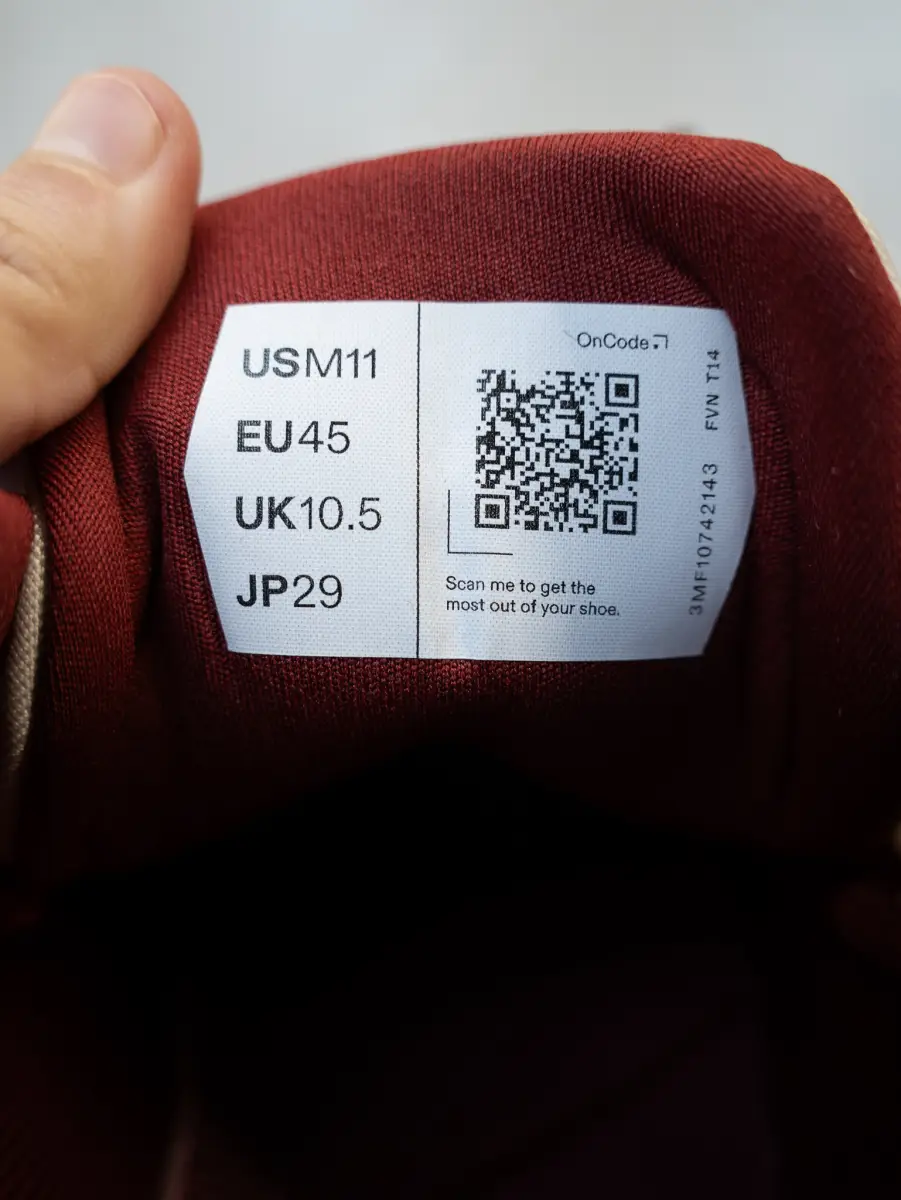 USM11
EU45
UK10.5
JP29
OnCode
Scan me to get the
most out of your shoe.
3MF10742143 FVN T14